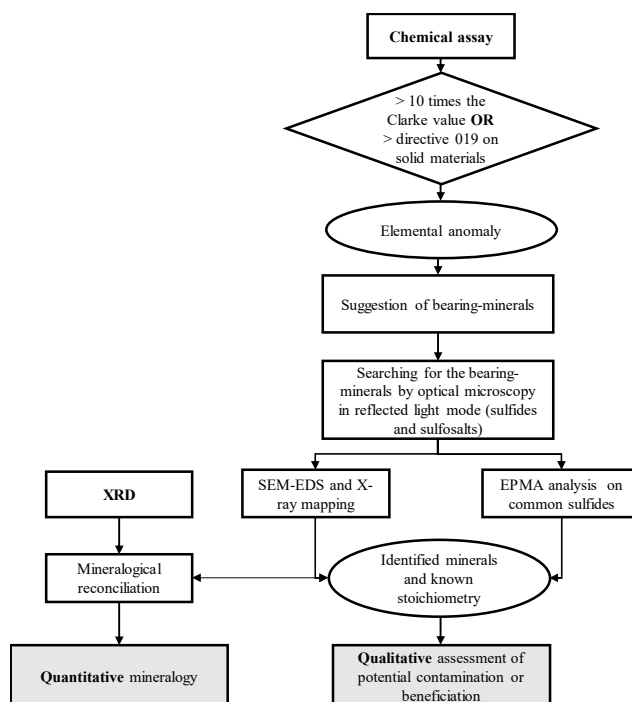 Chemical assay
> 10 times the
Clarke value OR
> directive 019 on
solid materials
Elemental anomaly
Suggestion of bearing-minerals
Searching for the bearing-
minerals by optical microscopy
in reflected light mode (sulfides
and sulfosalts)
SEM-EDS and X-
ray mapping
EPMA analysis on
common sulfides
XRD
Mineralogical
reconciliation
Identified minerals
and known
stoichiometry
Quantitative mineralogy
Qualitative assessment of
potential contamination or
beneficiation